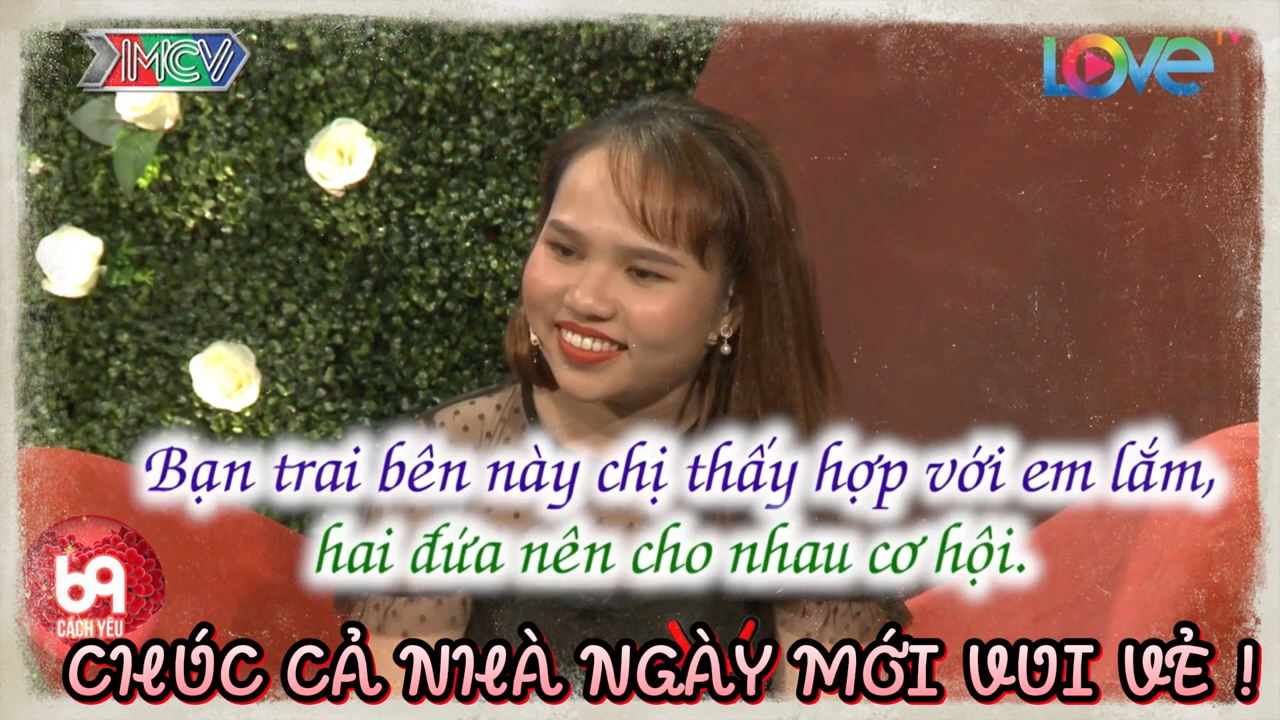 MCV
LOVE TV
Bạn trai bên này chị thấy hợp với em lắm,
hai đứa nên cho nhau cơ hội.
69
CÁCH YÊU
CHÚC CẢ NHÀ NGÀY MỚI VUI VẺ !